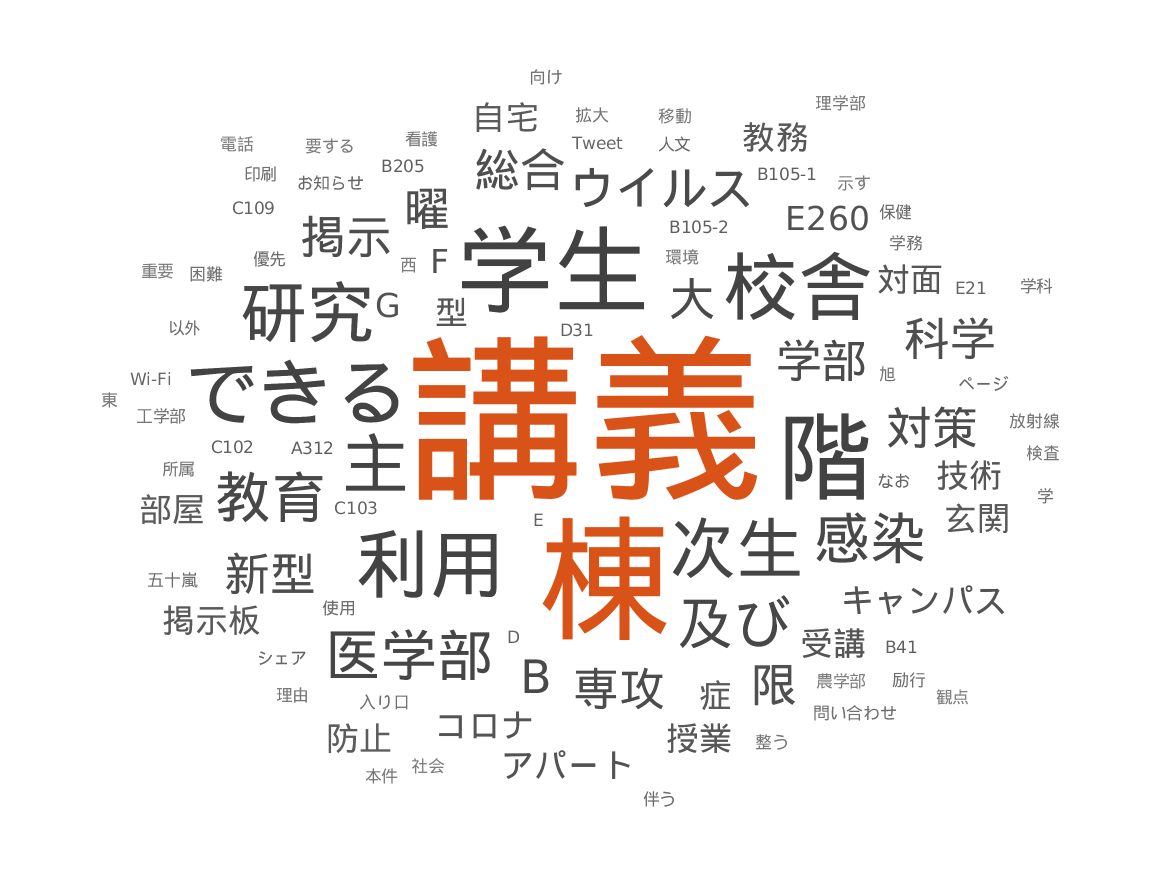 向け
理学部
自宅
拡大
移動
教務
電話
要する
看護
Tweet
人文
印刷
お知らせ
B205
総合
ウイルス
B105-1
示す
C109
掲示
曜
B105-2
E260
保健
学務
重要
困難
優先
西
F
学生
環境
大
校舎
対面
E21
学科
研究
G
型
D31
以外
科学
学部
旭
ページ
Wi-Fi
東
工学部
できる
講義
階
対策
放射線
検査
C102
A312
主
所属
教育
なお
技術
学
部屋
C103
E
棟
次生
感染
玄関
新型
利用
五十嵐
使用
及び
キャンパス
掲示板
シェア
医学部
D
受講
B41
理由
入り口
B
専攻
症
限
農学部
励行
観点
問い合わせ
防止
コロナ
授業
整う
本件
社会
アパート
伴う